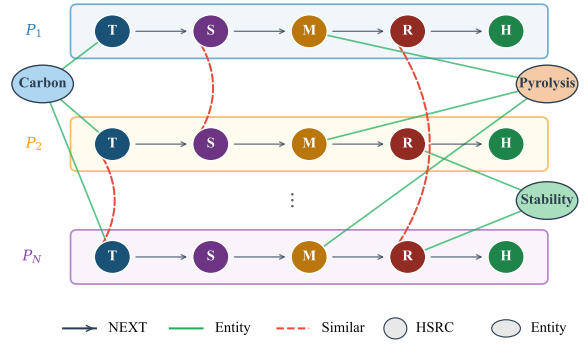 P1 T S M R H
Carbon Pyrolysis
P2 T S M R H
⋮ Stability
PN T S M R H
NEXT Entity Similar HSRC Entity